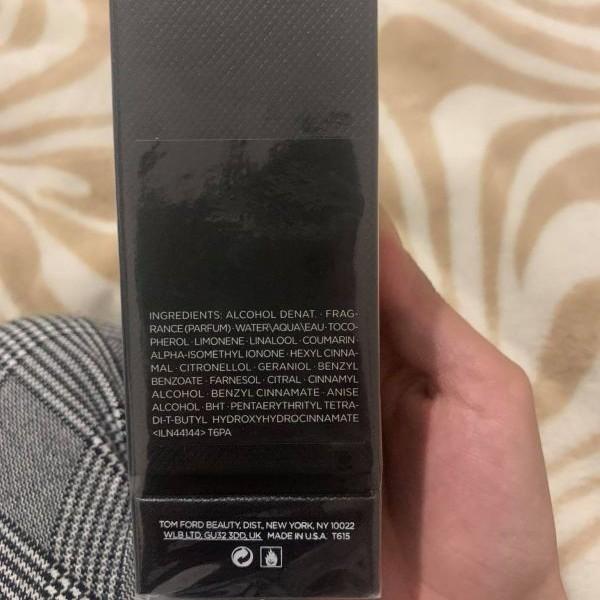 INGREDIENTS: ALCOHOL DENAT. · FRAG-
RANCE (PARFUM) · WATER\AQUA\EAU · TOCO-
PHEROL · LIMONENE · LINALOOL · COUMARIN ·
ALPHA-ISOMETHYL IONONE · HEXYL CINNA-
MAL · CITRONELLOL · GERANIOL · BENZYL
BENZOATE · FARNESOL · CITRAL · CINNAMYL
ALCOHOL · BENZYL CINNAMATE · ANISE
ALCOHOL · BHT · PENTAERYTHRITYL TETRA-
DI-T-BUTYL HYDROXYHYDROCINNAMATE
<ILN44144> T6PA
TOM FORD BEAUTY, DIST., NEW YORK, NY 10022
WLB LTD, GU32 3DD, UK MADE IN U.S.A. T615